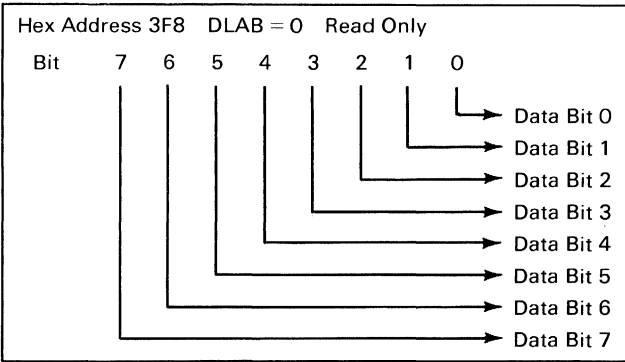 Hex Address 3F8 DLAB = 0 Read Only
Bit 7 6 5 4 3 2 1 0
Data Bit 0
Data Bit 1
Data Bit 2
Data Bit 3
Data Bit 4
Data Bit 5
Data Bit 6
Data Bit 7